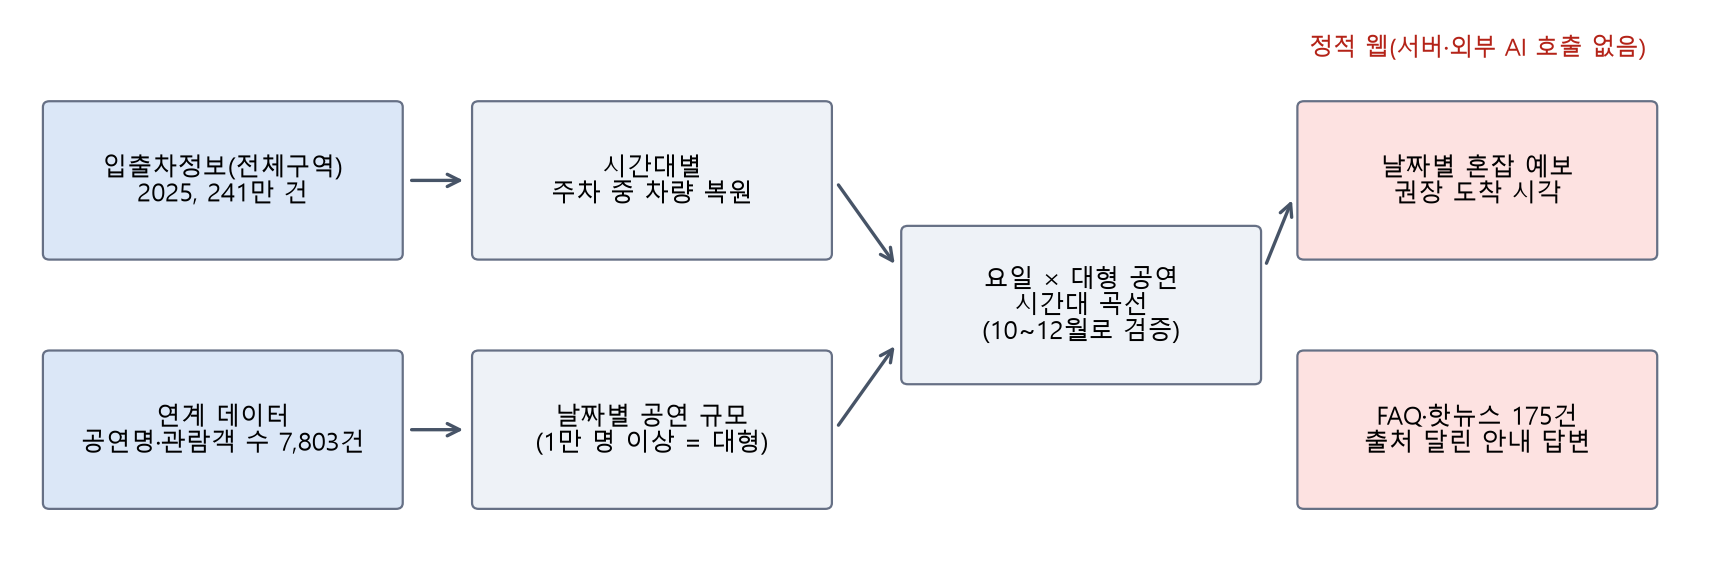 정적 웹(서버·외부 AI 호출 없음)
입출차정보(전체구역)
2025, 241만 건
시간대별
주차 중 차량 복원
날짜별 혼잡 예보
권장 도착 시각
요일 × 대형 공연
시간대 곡선
(10~12월로 검증)
연계 데이터
공연명·관람객 수 7,803건
날짜별 공연 규모
(1만 명 이상 = 대형)
FAQ·핫뉴스 175건
출처 달린 안내 답변